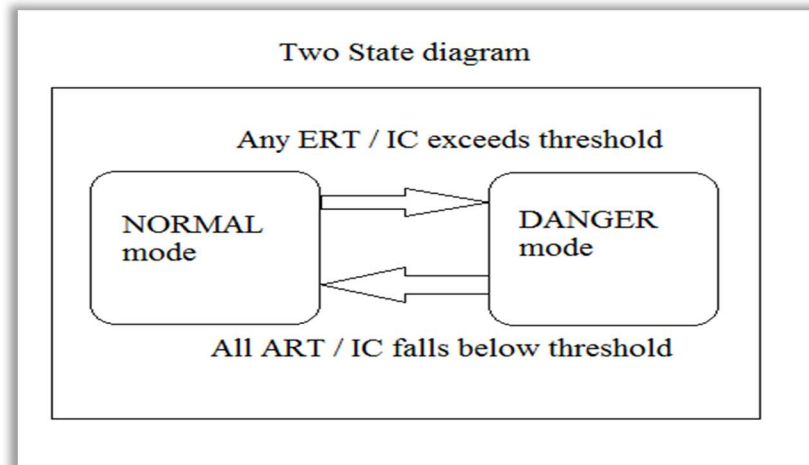 Two State diagram
Any ERT / IC exceeds threshold
NORMAL
mode
DANGER
mode
All ART / IC falls below threshold